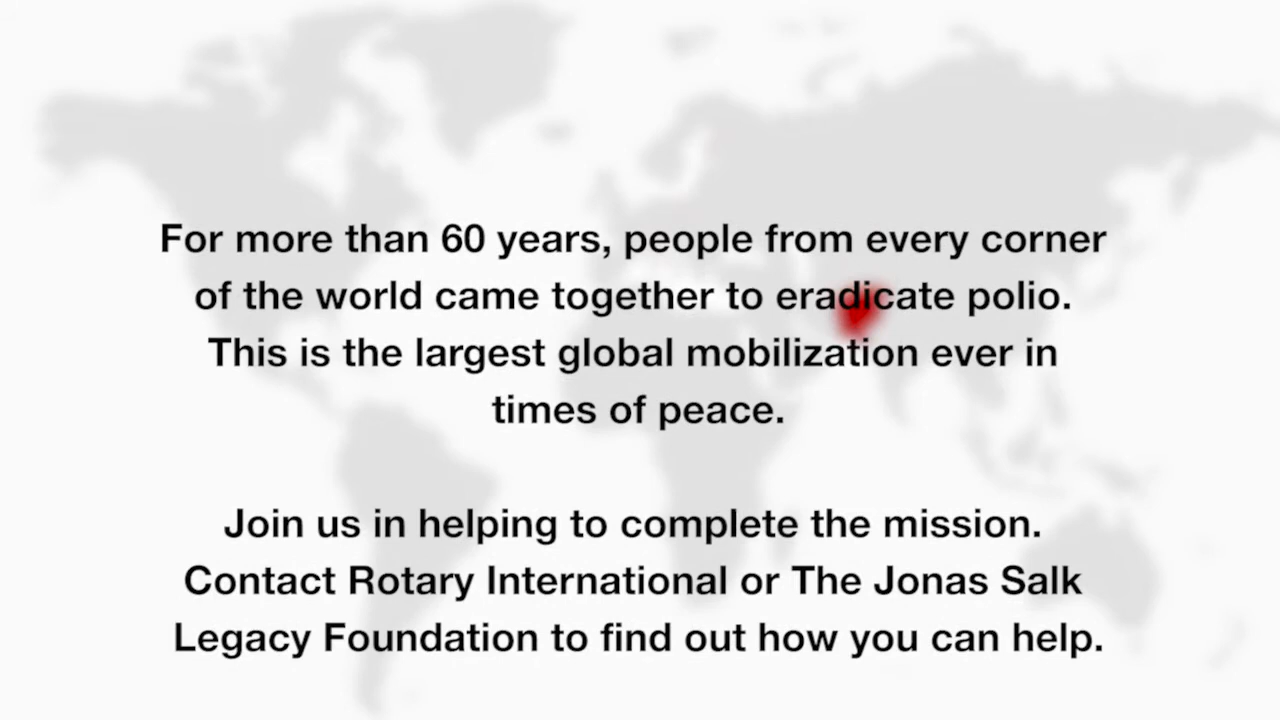 For more than 60 years, people from every corner
of the world came together to eradicate polio.
This is the largest global mobilization ever in
times of peace.
Join us in helping to complete the mission.
Contact Rotary International or The Jonas Salk
Legacy Foundation to find out how you can help.